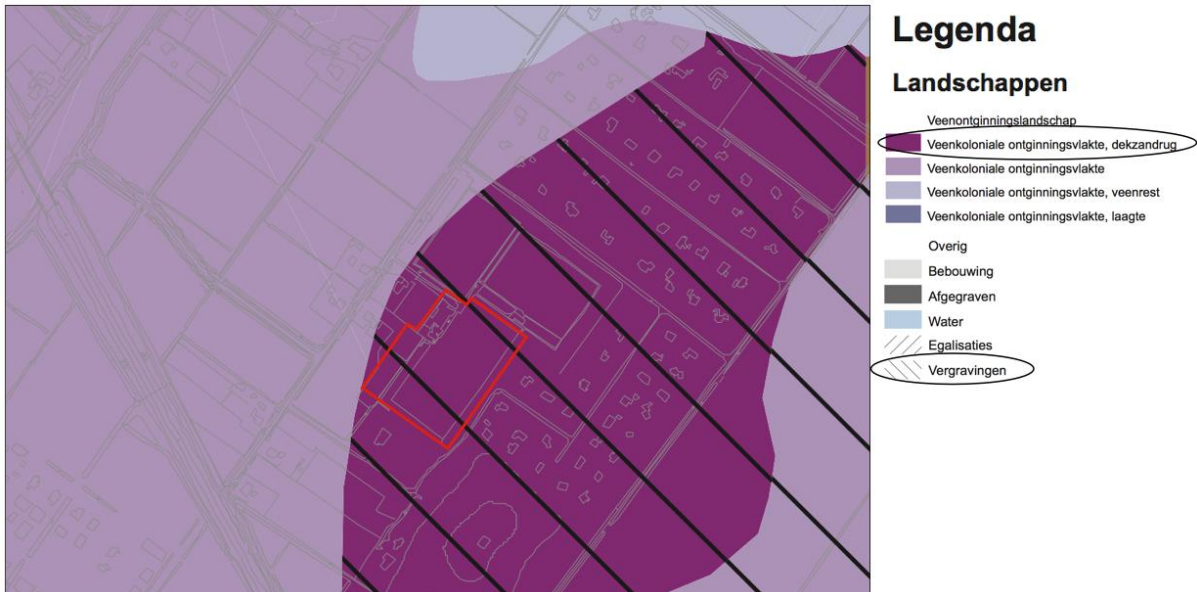 Legenda
Landschappen
Veenontginningslandschap
Veenkoloniale ontginningsvlakte, dekzandrug
Veenkoloniale ontginningsvlakte
Veenkoloniale ontginningsvlakte, veenrest
Veenkoloniale ontginningsvlakte, laagte
Overig
Bebouwing
Afgegraven
Water
Egalisaties
Vergravingen